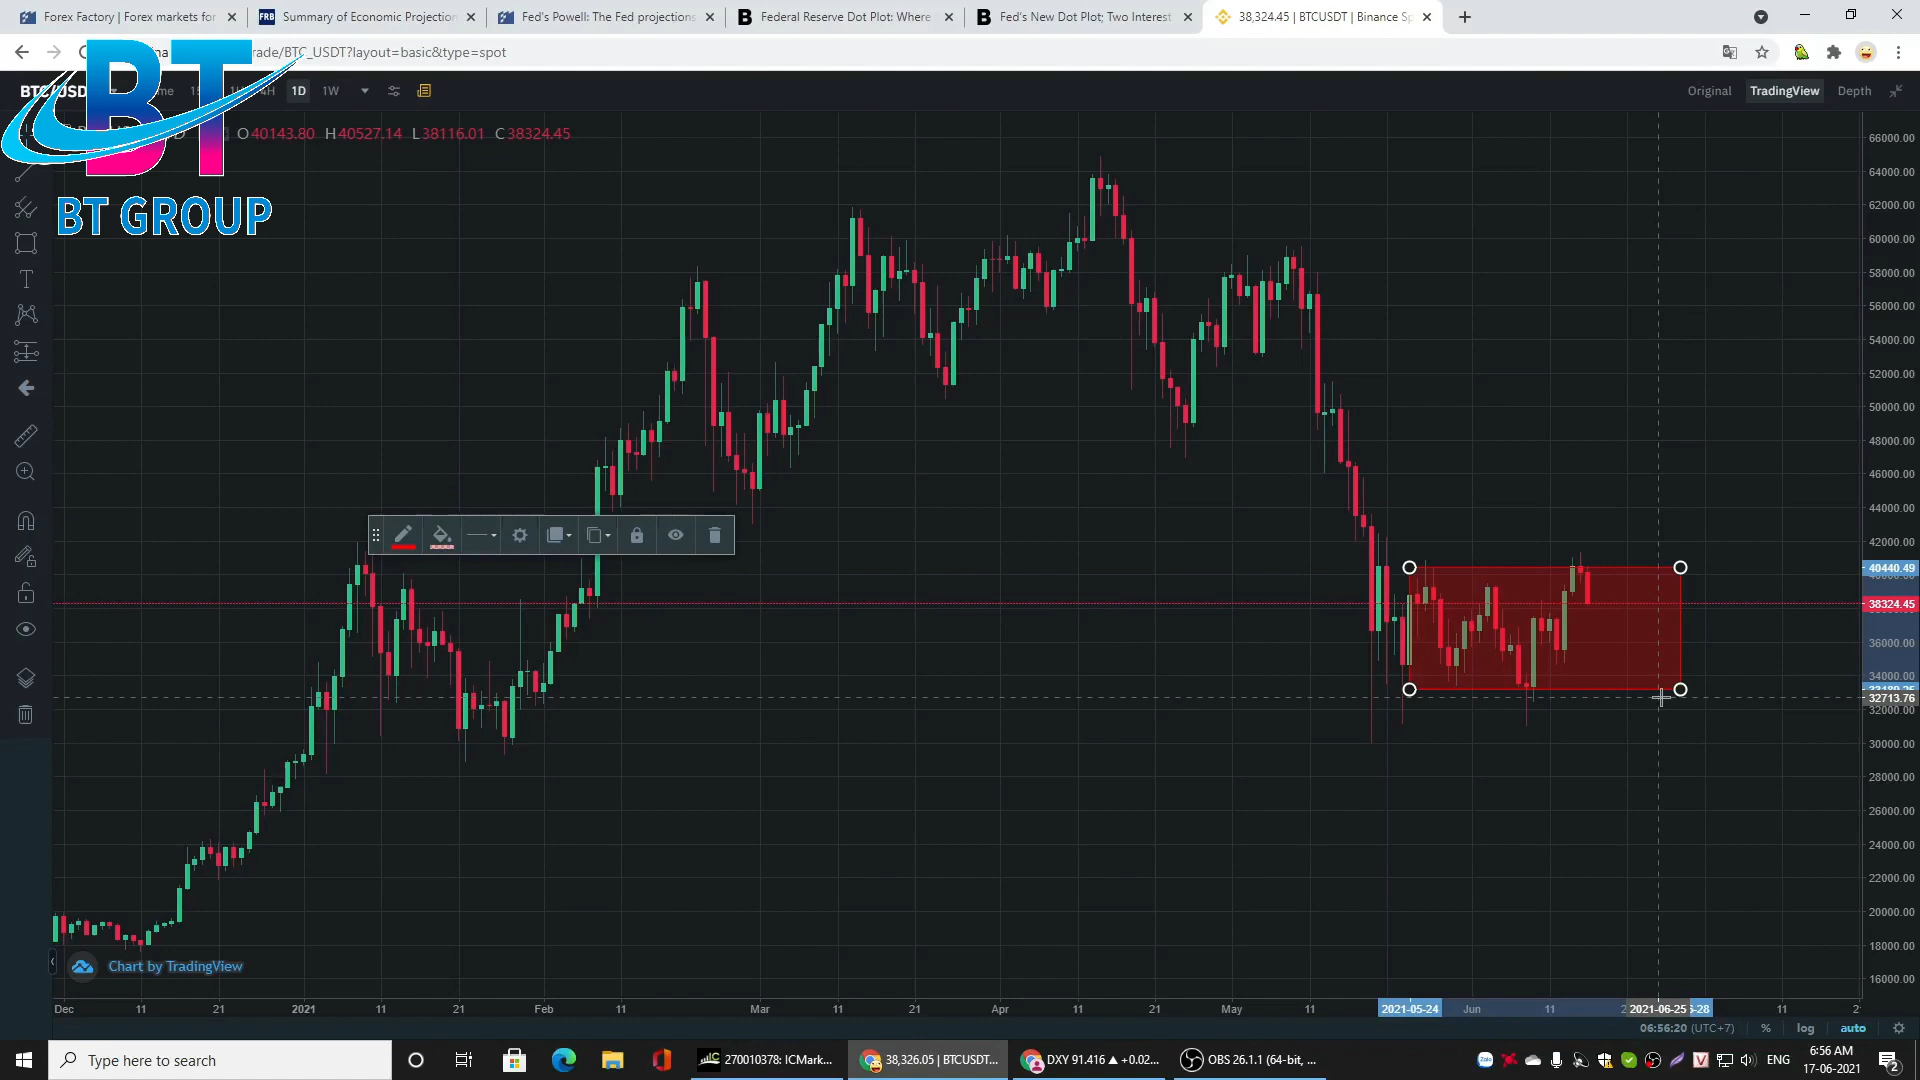 Forex Factory | Forex markets for
Summary of Economic Projection
Fed's Powell: The Fed projections
Federal Reserve Dot Plot: Where
Fed's New Dot Plot; Two Interest
38,324.45 | BTCUSDT | Binance Sp
rade/BTC_USDT?layout=basic&type=spot
BTC/USD
1D
1W
Original
TradingView
Depth
O40143.80 H40527.14 L38116.01 C38324.45
BT
BT GROUP
66000.00
64000.00
62000.00
60000.00
58000.00
56000.00
54000.00
52000.00
50000.00
48000.00
46000.00
44000.00
42000.00
40440.49
38324.45
36000.00
34000.00
32713.76
32000.00
30000.00
28000.00
26000.00
24000.00
22000.00
20000.00
18000.00
16000.00
Chart by TradingView
Dec 11 21 2021 11 21 Feb 11 Mar 11 21 Apr 11 21 May 11 2021-05-24 Jun 11 2021-06-25 6-28 11
06:56:20 (UTC+7) % log auto
Type here to search
270010378: ICMark...
38,326.05 | BTCUSDT...
DXY 91.416 ▲ +0.02...
OBS 26.1.1 (64-bit, ...
ENG
6:56 AM
17-06-2021
2